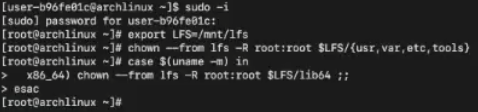 [user-b96fe01c@archlinux ~]$ sudo -i
[sudo] password for user-b96fe01c:
[root@archlinux ~]# export LFS=/mnt/lfs
[root@archlinux ~]# chown --from lfs -R root:root $LFS/{usr,var,etc,tools}
[root@archlinux ~]# case $(uname -m) in
>   x86_64) chown --from lfs -R root:root $LFS/lib64 ;;
> esac
[root@archlinux ~]#